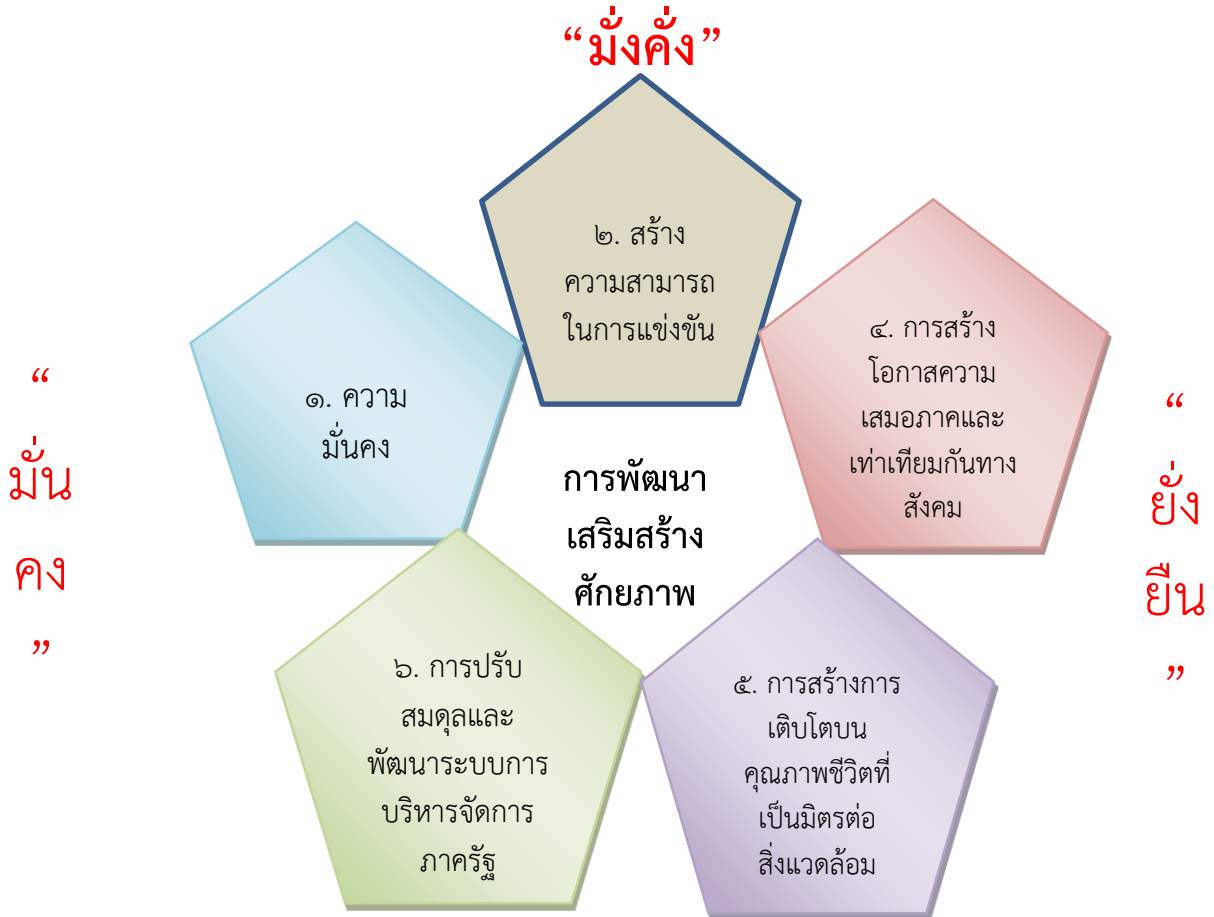 “มั่งคั่ง”
๒. สร้าง
ความสามารถ
ในการแข่งขัน
๑. ความ
มั่นคง
๔. การสร้าง
โอกาสความ
เสมอภาคและ
เท่าเทียมกันทาง
สังคม
“
มั่น
คง
”
“
ยั่ง
ยืน
”
การพัฒนา
เสริมสร้าง
ศักยภาพ
๖. การปรับ
สมดุลและ
พัฒนาระบบการ
บริหารจัดการ
ภาครัฐ
๕. การสร้างการ
เติบโตบน
คุณภาพชีวิตที่
เป็นมิตรต่อ
สิ่งแวดล้อม